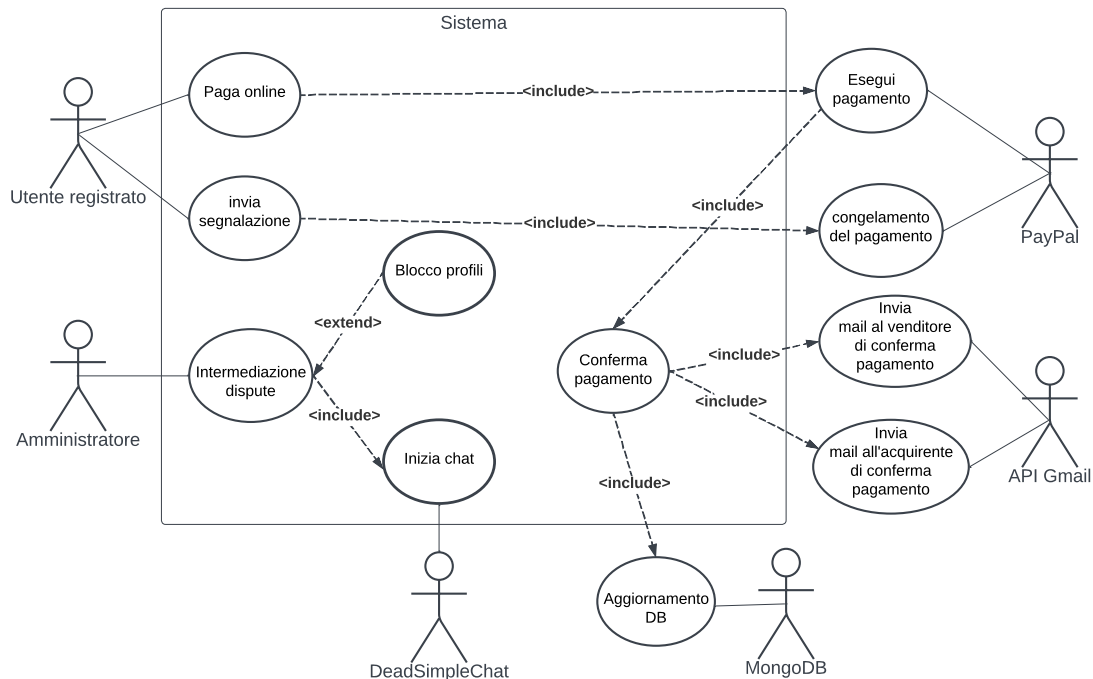 Sistema
Paga online
<include>
Esegui
pagamento
Utente registrato
invia
segnalazione
<include>
<include>
congelamento
del pagamento
PayPal
Blocco profili
<extend>
Invia
mail al venditore
di conferma
pagamento
Intermediazione
dispute
Conferma
pagamento
<include>
<include>
<include>
Amministratore
Inizia chat
Invia
mail all'acquirente
di conferma
pagamento
API Gmail
<include>
Aggiornamento
DB
DeadSimpleChat
MongoDB